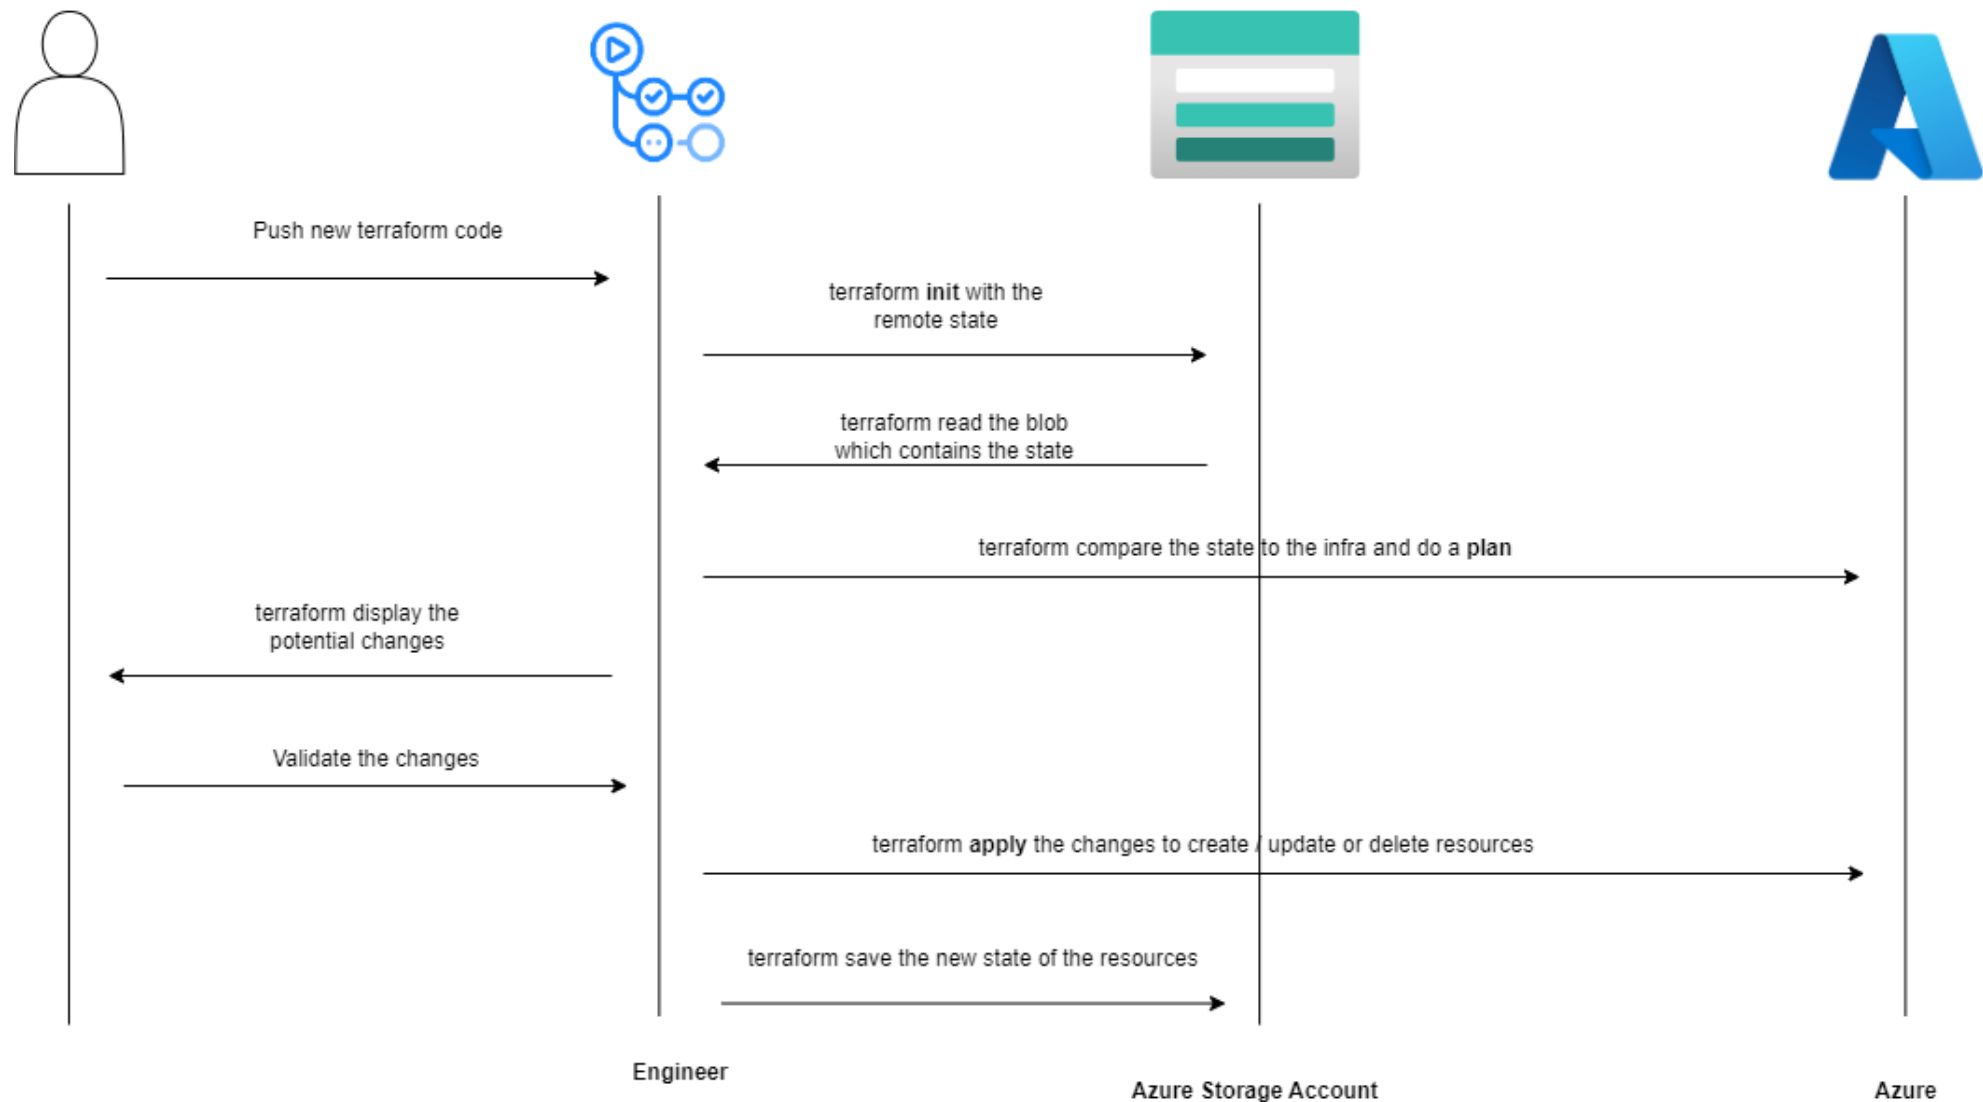 Push new terraform code
terraform init with the
remote state
terraform read the blob
which contains the state
terraform compare the state to the infra and do a plan
terraform display the
potential changes
Validate the changes
terraform apply the changes to create / update or delete resources
terraform save the new state of the resources
Engineer
Azure Storage Account
Azure